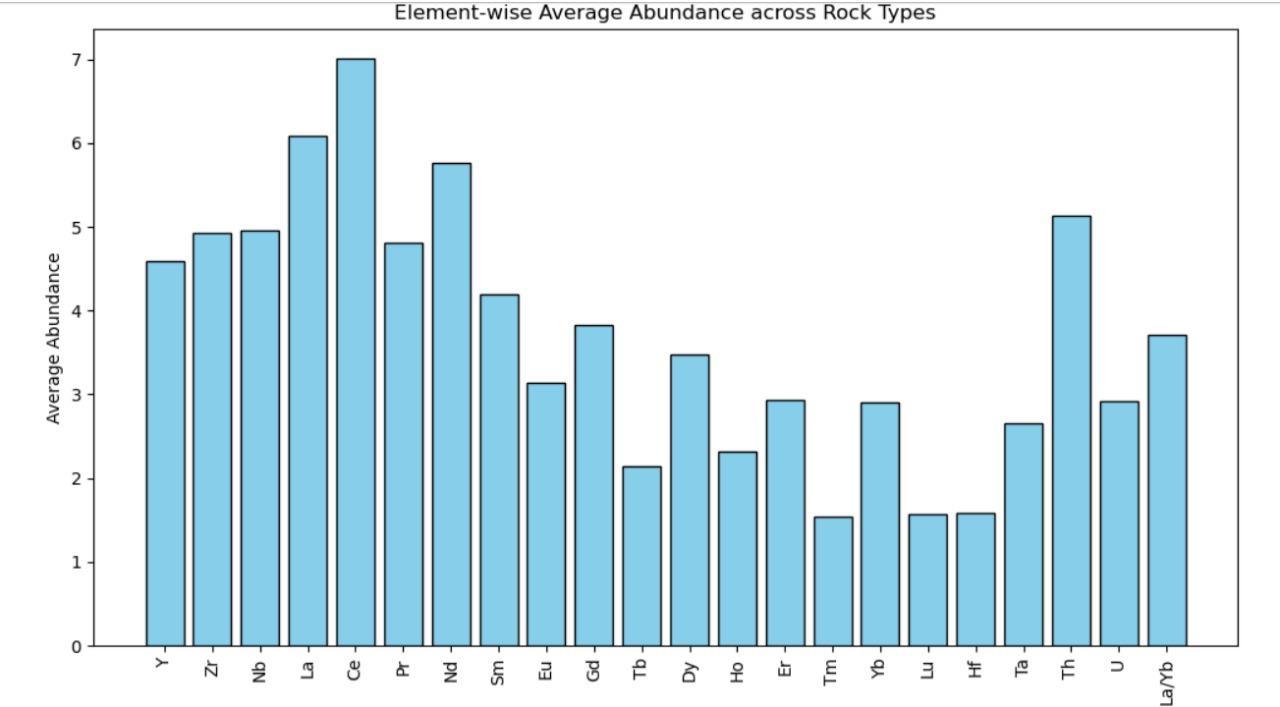 Element-wise Average Abundance across Rock Types
Average Abundance
7
6
5
4
3
2
1
0
Y
Zr
Nb
La
Ce
Pr
Nd
Sm
Eu
Gd
Tb
Dy
Ho
Er
Tm
Yb
Lu
Hf
Ta
Th
U
La/Yb